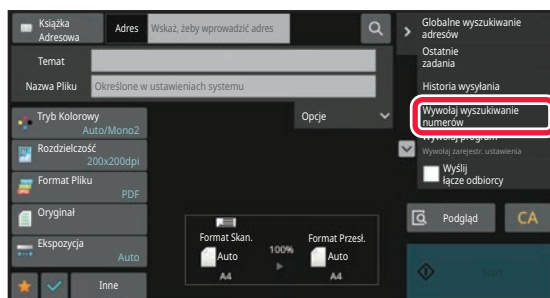 Książka
Adresowa
Adres
Wskaż, żeby wprowadzić adres
Temat
Nazwa Pliku
Określone w ustawieniach systemu
Tryb Kolorowy
Auto/Mono2
Rozdzielczość
200x200dpi
Format Pliku
PDF
Oryginał
Ekspozycja
Auto
Inne
Opcje
Format Skan.
Auto
A4
100%
Format Przesł.
Auto
A4
Globalne wyszukiwanie
adresów
Ostatnie
zadania
Historia wysyłania
Wywołaj wyszukiwanie
numerów
Wywołaj program
Wywołaj zarejestr. ustawienia
Wyślij
łącze odbiorcy
Podgląd
CA
Start